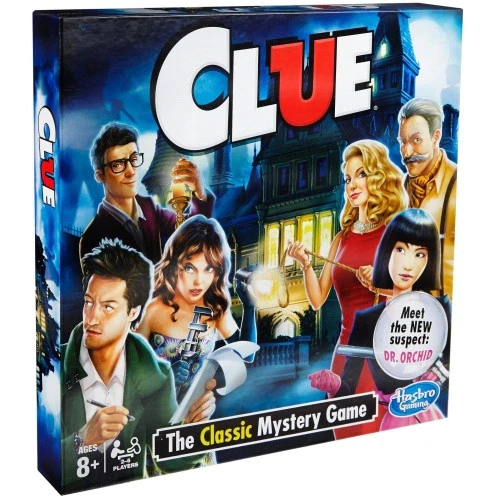 CLUE
CLUE
Meet
the NEW
suspect:
DR. ORCHID
Hasbro
Gaming
AGES
8+
2-6
PLAYERS
The Classic Mystery Game